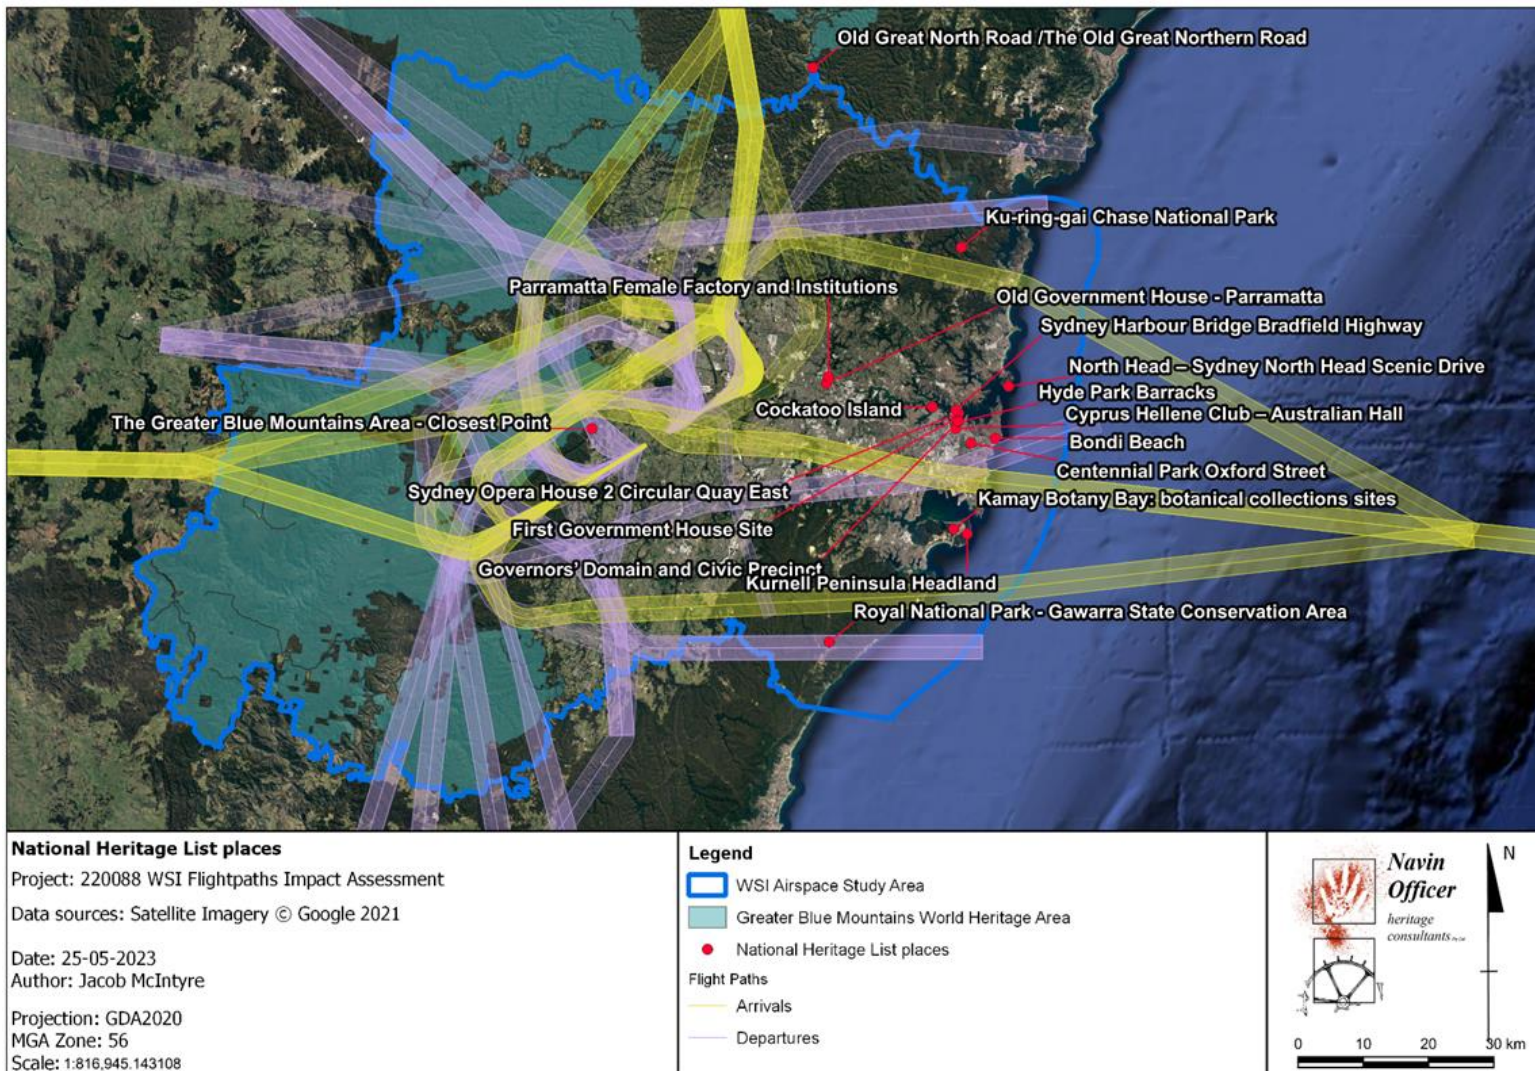 Old Great North Road /The Old Great Northern Road
Ku-ring-gai Chase National Park
Parramatta Female Factory and Institutions
Old Government House - Parramatta
Sydney Harbour Bridge Bradfield Highway
North Head – Sydney North Head Scenic Drive
Hyde Park Barracks
Cockatoo Island
Cyprus Hellene Club – Australian Hall
The Greater Blue Mountains Area - Closest Point
Bondi Beach
Centennial Park Oxford Street
Sydney Opera House 2 Circular Quay East
Kamay Botany Bay: botanical collections sites
First Government House Site
Governors' Domain and Civic Precinct
Kurnell Peninsula Headland
Royal National Park - Gawarra State Conservation Area
National Heritage List places
Project: 220088 WSI Flightpaths Impact Assessment
Data sources: Satellite Imagery © Google 2021
Date: 25-05-2023
Author: Jacob McIntyre
Projection: GDA2020
MGA Zone: 56
Scale: 1:816,945.143108
Legend
WSI Airspace Study Area
Greater Blue Mountains World Heritage Area
National Heritage List places
Flight Paths
Arrivals
Departures
Navin
Officer
heritage
consultants
N
0 10 20 30 km